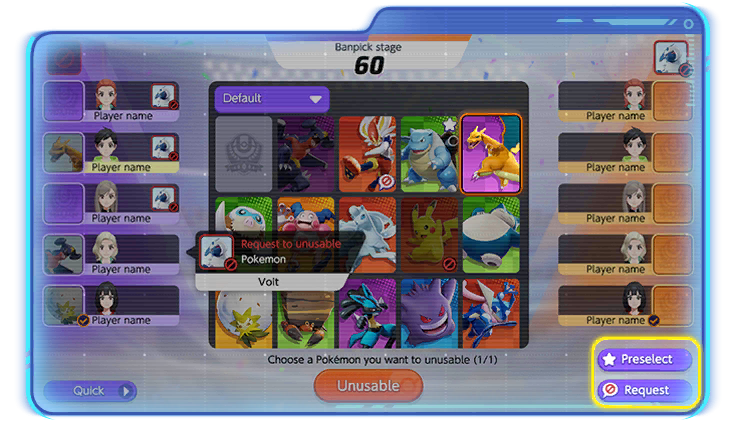 Banpick stage
60
Default
Player name
Player name
Player name
Player name
Player name
Player name
Player name
Player name
Player name
Player name
Request to unusable
Pokemon
Volt
Choose a Pokémon you want to unusable (1/1)
Unusable
Quick
Preselect
Request